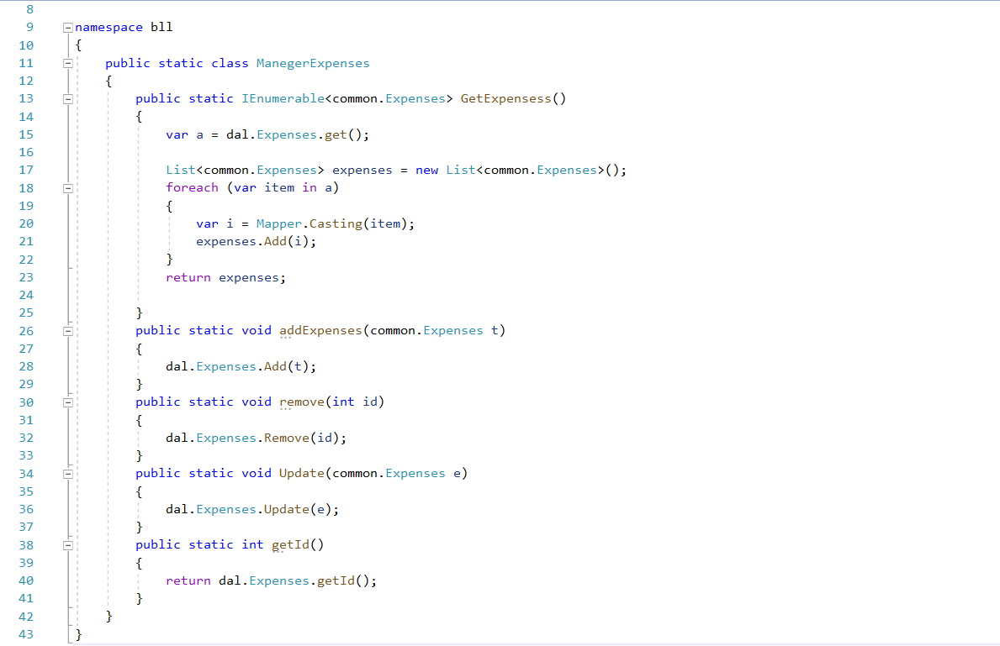 8
9 namespace bll
10 {
11 public static class ManegerExpenses
12 {
13 public static IEnumerable<common.Expenses> GetExpensess()
14 {
15 var a = dal.Expenses.get();
16
17 List<common.Expenses> expenses = new List<common.Expenses>();
18 foreach (var item in a)
19 {
20 var i = Mapper.Casting(item);
21 expenses.Add(i);
22 }
23 return expenses;
24
25 }
26 public static void addExpenses(common.Expenses t)
27 {
28 dal.Expenses.Add(t);
29 }
30 public static void remove(int id)
31 {
32 dal.Expenses.Remove(id);
33 }
34 public static void Update(common.Expenses e)
35 {
36 dal.Expenses.Update(e);
37 }
38 public static int getId()
39 {
40 return dal.Expenses.getId();
41 }
42 }
43 }